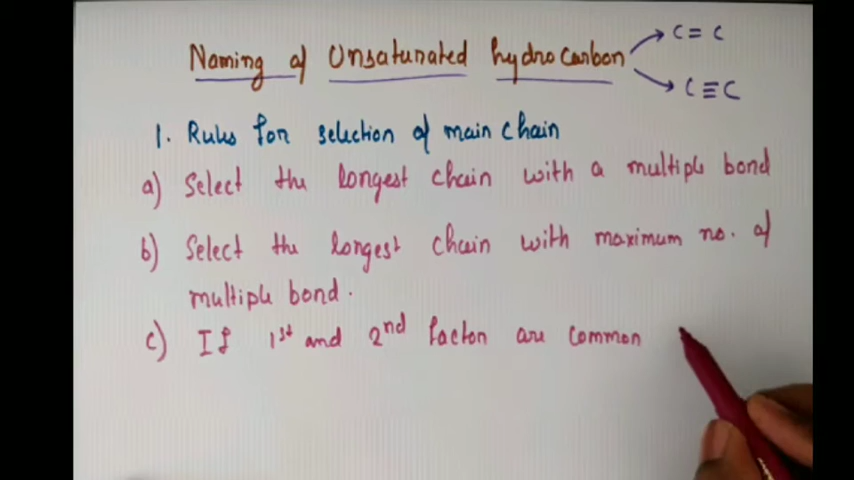 Naming of Unsaturated hydrocarbon
C = C
C ≡ C
1. Rules for selection of main chain
a) Select the longest chain with a multiple bond
b) Select the longest chain with maximum no. of
multiple bond.
c) If 1st and 2nd factor are common